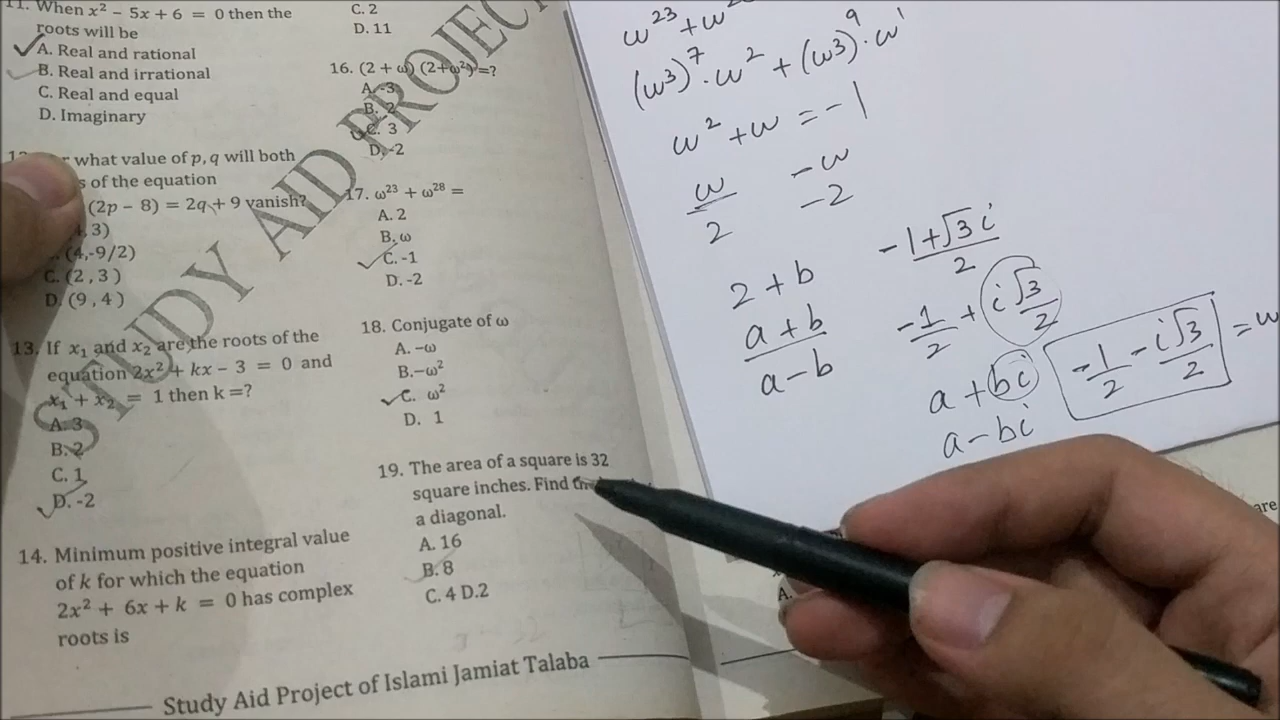 11. When x² − 5x + 6 = 0 then the
roots will be
A. Real and rational
B. Real and irrational
C. Real and equal
D. Imaginary
what value of p, q will both
of the equation
(2p − 8) = 2q + 9 vanish?
3)
(4,-9/2)
C. (2 , 3 )
D. (9 , 4 )
13. If x₁ and x₂ are the roots of the
equation 2x² + kx − 3 = 0 and
x₁ + x₂ = 1 then k =?
A. 3
B. 2
C. 1
D. -2
14. Minimum positive integral value
of k for which the equation
2x² + 6x + k = 0 has complex
roots is
C. 2
D. 11
16. (2 + ω) (2+ω²) =?
A. -3
B. 2
C. 3
D. -2
17. ω²³ + ω²⁸ =
A. 2
B. ω
C. -1
D. -2
18. Conjugate of ω
A. −ω
B. −ω²
C. ω²
D. 1
19. The area of a square is 32
square inches. Find
a diagonal.
A. 16
B. 8
C. 4 D.2
Study Aid Project of Islami Jamiat Talaba
STUDY AID PROJECT
ω²³ + ω
(ω³)⁷ · ω² + (ω³)⁹ · ω¹
ω² + ω = −1
ω −ω
2 −2
2 + b
a + b
a − b
−1+√3 i
2
−1/2 + i√3/2
a + bi
a − bi
−1/2 − i√3/2 = ω